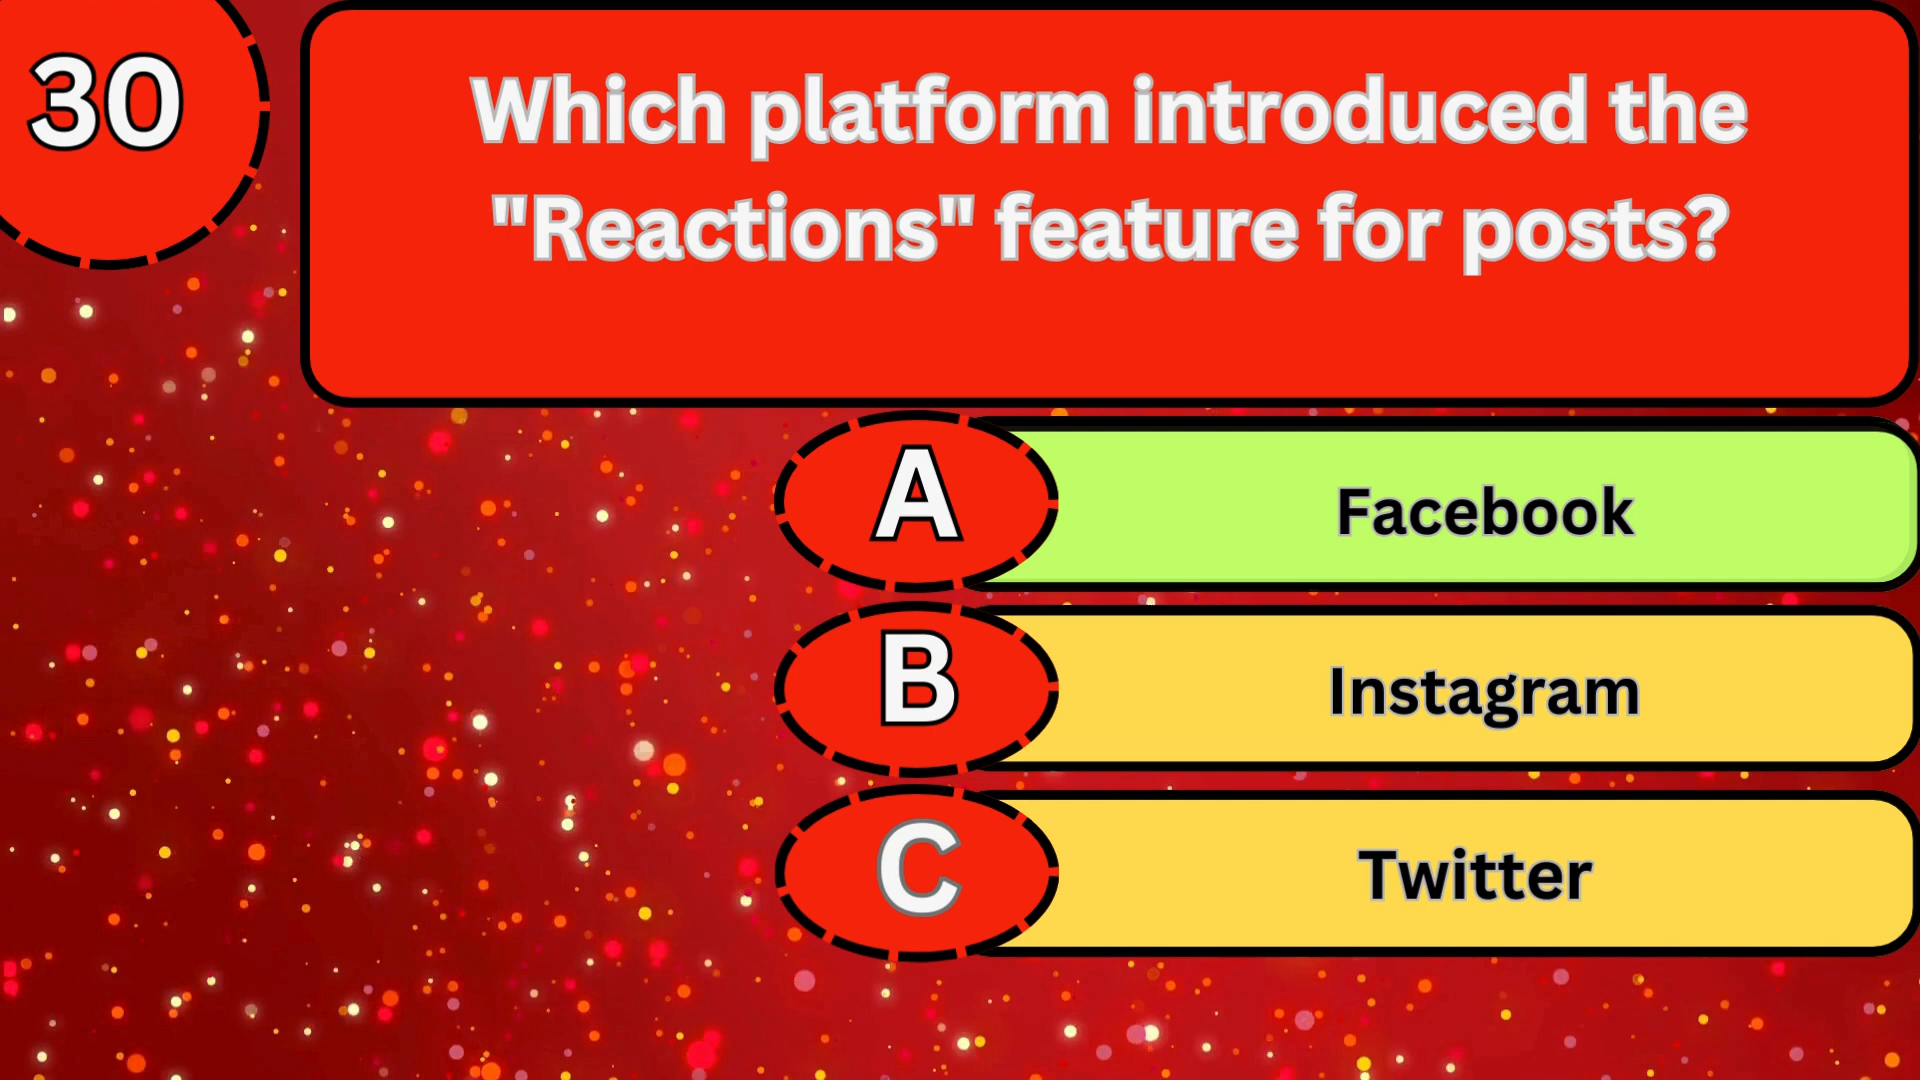 30
Which platform introduced the
"Reactions" feature for posts?
A
Facebook
B
Instagram
C
Twitter